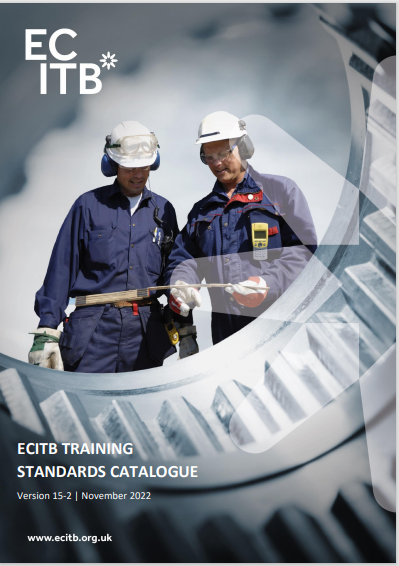 EC
ITB
ECITB TRAINING
STANDARDS CATALOGUE
Version 15-2 | November 2022
www.ecitb.org.uk